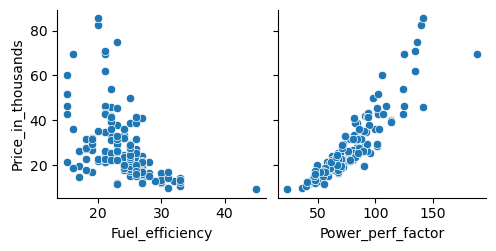 Price_in_thousands
80
60
40
20
20 30 40
50 100 150
Fuel_efficiency
Power_perf_factor